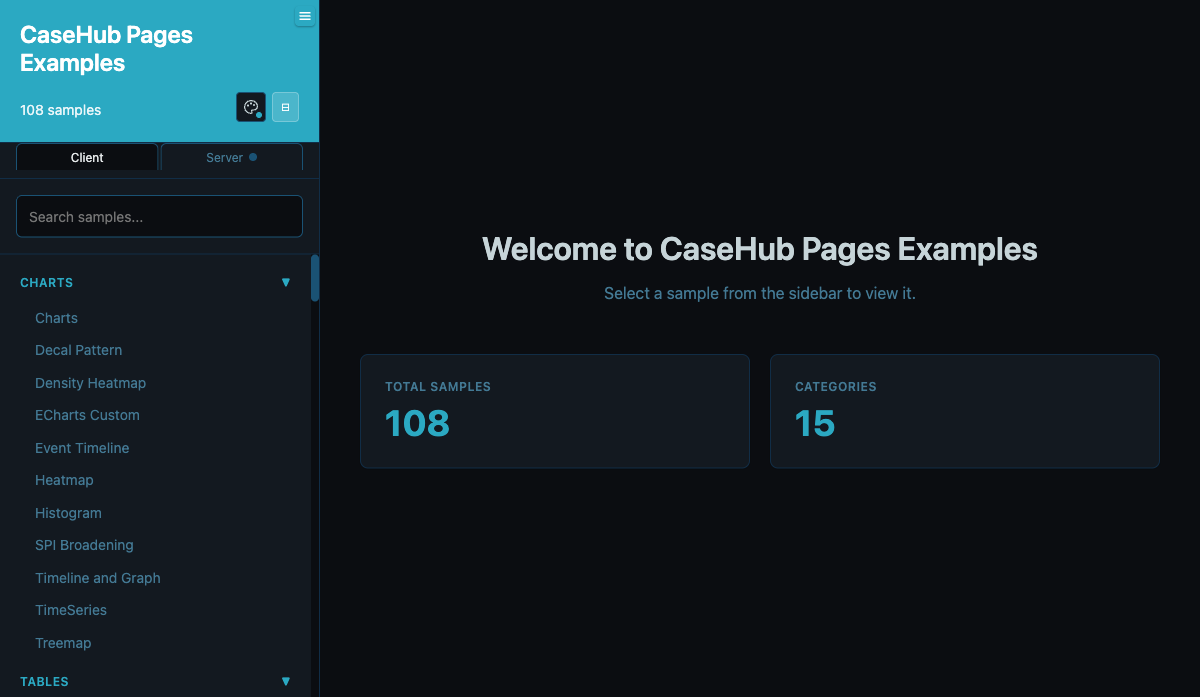 CaseHub Pages
Examples
108 samples
Client
Server
Search samples...
CHARTS
Charts
Decal Pattern
Density Heatmap
ECharts Custom
Event Timeline
Heatmap
Histogram
SPI Broadening
Timeline and Graph
TimeSeries
Treemap
TABLES
Welcome to CaseHub Pages Examples
Select a sample from the sidebar to view it.
TOTAL SAMPLES
108
CATEGORIES
15